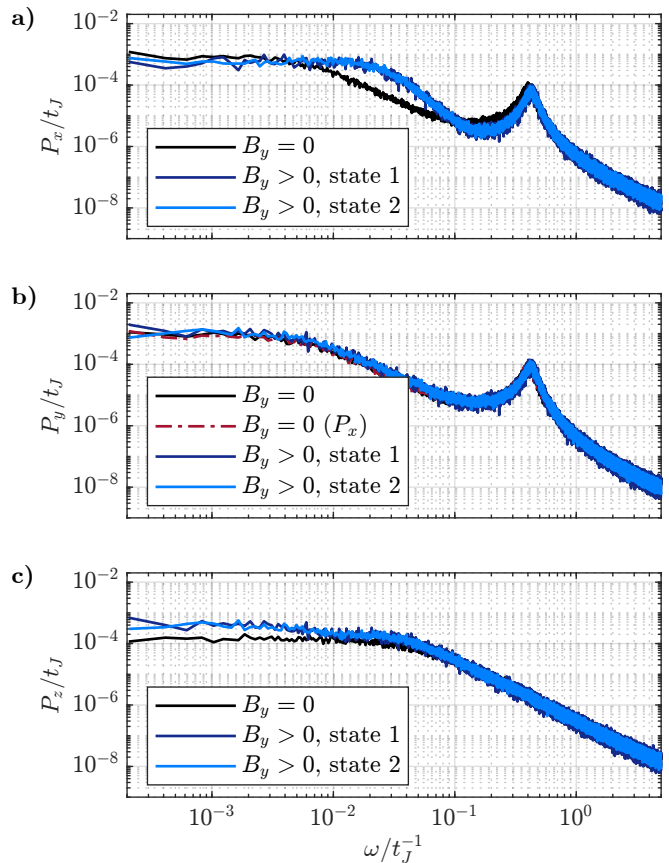 a)
10^{-2}
10^{-4}
10^{-6}
10^{-8}
P_x/t_J
B_y = 0
B_y > 0, state 1
B_y > 0, state 2
b)
10^{-2}
10^{-4}
10^{-6}
10^{-8}
P_y/t_J
B_y = 0
B_y = 0 (P_x)
B_y > 0, state 1
B_y > 0, state 2
c)
10^{-2}
10^{-4}
10^{-6}
10^{-8}
P_z/t_J
B_y = 0
B_y > 0, state 1
B_y > 0, state 2
10^{-3} 10^{-2} 10^{-1} 10^{0}
ω/t_J^{-1}